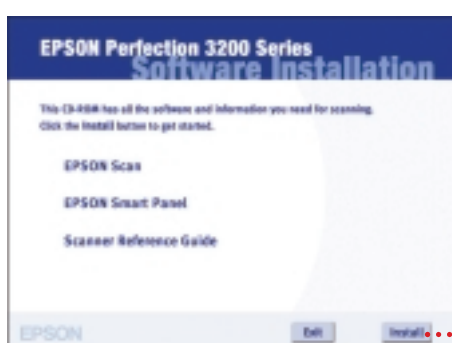 EPSON Perfection 3200 Series
Software Installation
This CD-ROM has all the software and information you need for scanning.
Click the Install button to get started.
EPSON Scan
EPSON Smart Panel
Scanner Reference Guide
EPSON
Exit
Install